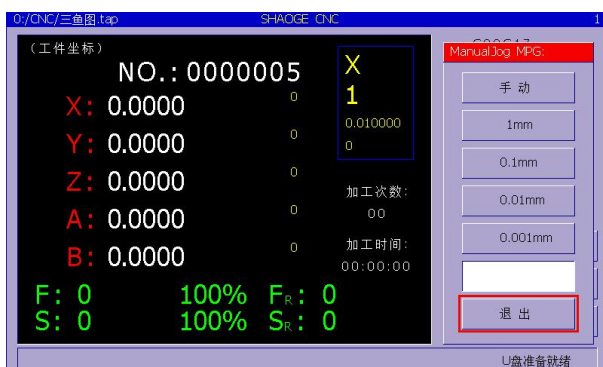 0:/CNC/三鱼图.tap SHAOGE CNC 1
(工件坐标)
NO.:0000005
X: 0.0000 0
Y: 0.0000 0
Z: 0.0000 0
A: 0.0000 0
B: 0.0000 0
X
1
0.010000
0
加工次数:
00
加工时间:
00:00:00
F: 0 100% FR: 0
S: 0 100% SR: 0
ManualJog MPG:
手 动
1mm
0.1mm
0.01mm
0.001mm
退 出
U盘准备就绪